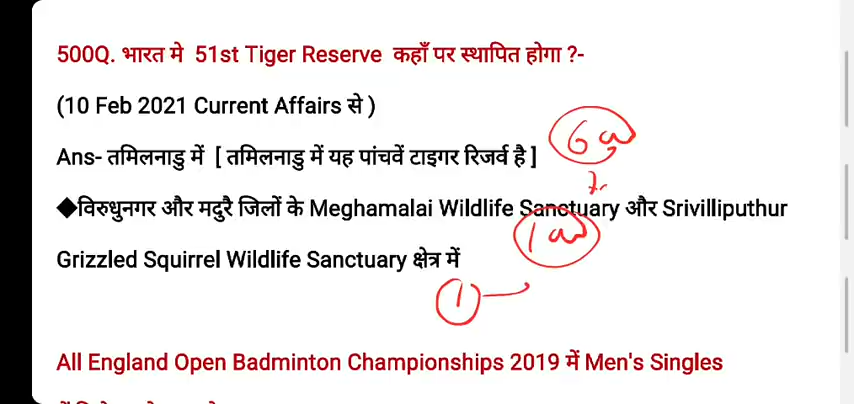 500Q. भारत मे 51st Tiger Reserve कहाँ पर स्थापित होगा ?-
(10 Feb 2021 Current Affairs से )
Ans- तमिलनाडु में [ तमिलनाडु में यह पांचवें टाइगर रिजर्व है ]
◆विरुधुनगर और मदुरै जिलों के Meghamalai Wildlife Sanctuary और Srivilliputhur
Grizzled Squirrel Wildlife Sanctuary क्षेत्र में
1
All England Open Badminton Championships 2019 में Men's Singles